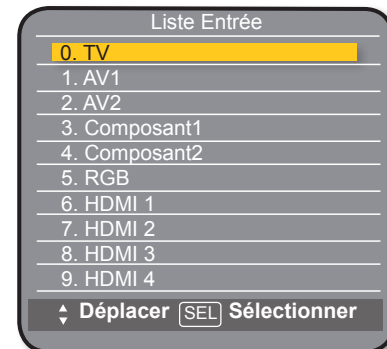 Liste Entrée
0. TV
1. AV1
2. AV2
3. Composant1
4. Composant2
5. RGB
6. HDMI 1
7. HDMI 2
8. HDMI 3
9. HDMI 4
Déplacer SEL Sélectionner